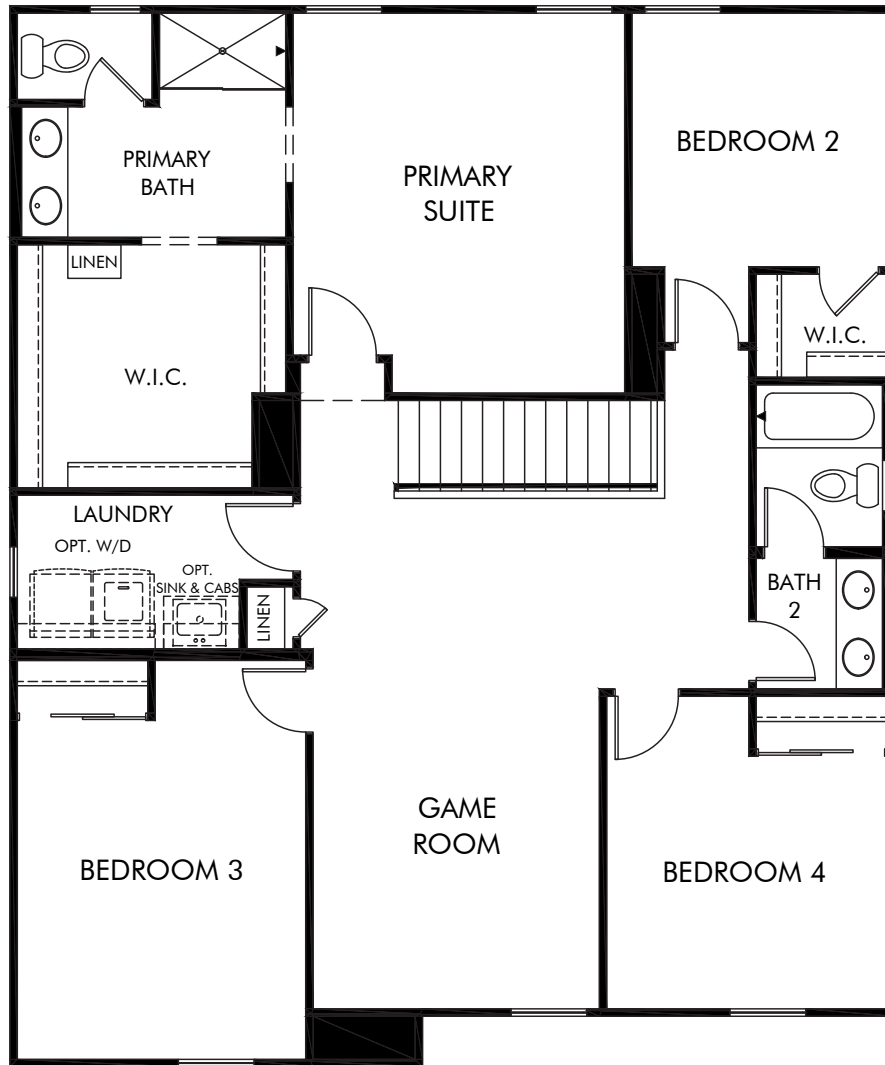 BEDROOM 2
PRIMARY
BATH
PRIMARY
SUITE
LINEN
W.I.C.
W.I.C.
LAUNDRY
OPT. W/D
OPT.
SINK & CABS
LINEN
BATH
2
GAME
ROOM
BEDROOM 3
BEDROOM 4